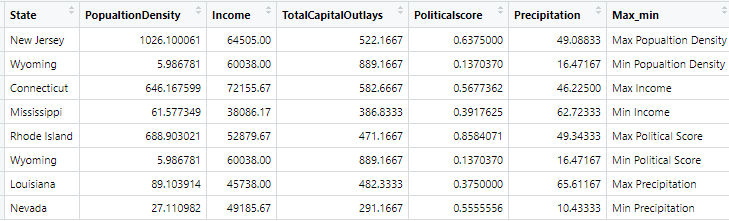 State PopualtionDensity Income TotalCapitalOutlays Politicalscore Precipitation Max_min
New Jersey 1026.100061 64505.00 522.1667 0.6375000 49.08833 Max Popualtion Density
Wyoming 5.986781 60038.00 889.1667 0.1370370 16.47167 Min Popualtion Density
Connecticut 646.167599 72155.67 582.6667 0.5677362 46.22500 Max Income
Mississippi 61.577349 38086.17 386.8333 0.3917625 62.72333 Min Income
Rhode Island 688.903021 52879.67 471.1667 0.8584071 49.34333 Max Political Score
Wyoming 5.986781 60038.00 889.1667 0.1370370 16.47167 Min Political Score
Louisiana 89.103914 45738.00 482.3333 0.3750000 65.61167 Max Precipitation
Nevada 27.110982 49185.67 291.1667 0.5555556 10.43333 Min Precipitation